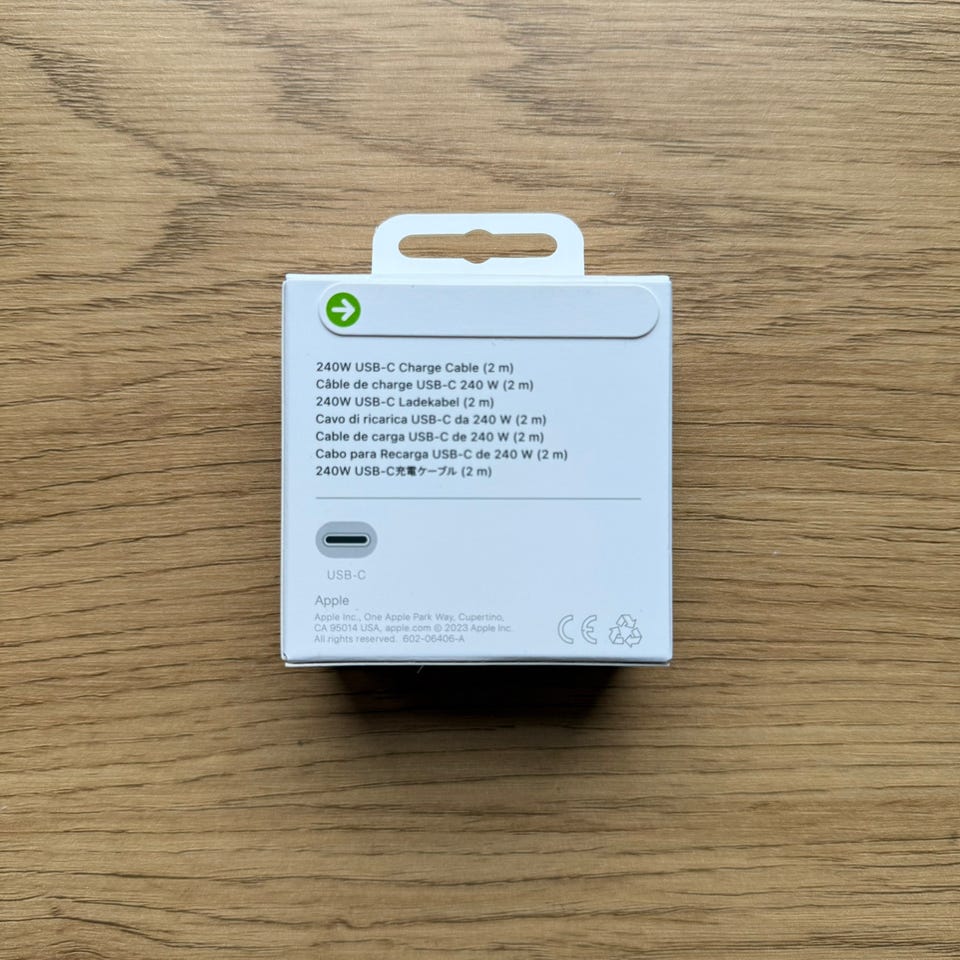 240W USB-C Charge Cable (2 m)
Câble de charge USB-C 240 W (2 m)
240W USB-C Ladekabel (2 m)
Cavo di ricarica USB-C da 240 W (2 m)
Cable de carga USB-C de 240 W (2 m)
Cabo para Recarga USB-C de 240 W (2 m)
240W USB-C充電ケーブル (2 m)
USB-C
Apple
Apple Inc., One Apple Park Way, Cupertino,
CA 95014 USA, apple.com © 2023 Apple Inc.
All rights reserved. 602-06406-A
CE